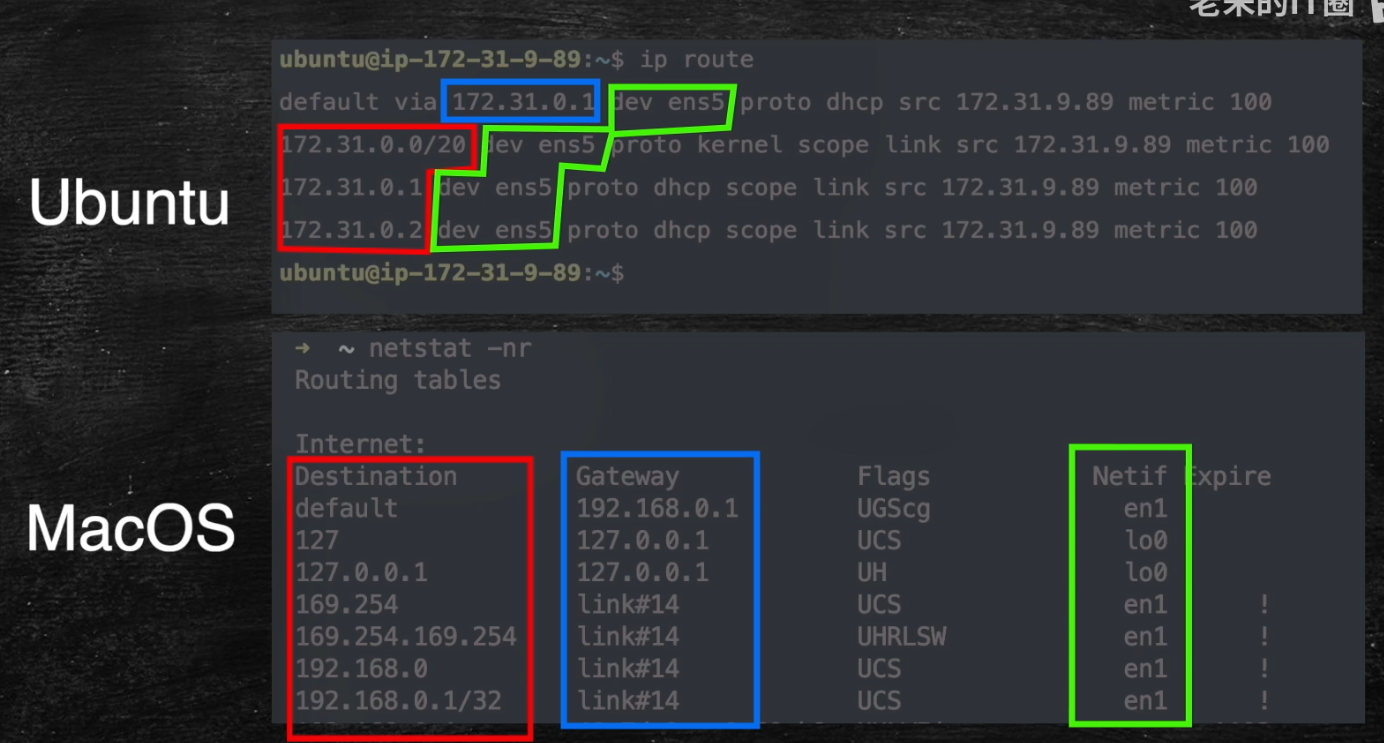 老来的IT圈
Ubuntu
ubuntu@ip-172-31-9-89:~$ ip route
default via 172.31.0.1 dev ens5 proto dhcp src 172.31.9.89 metric 100
172.31.0.0/20 dev ens5 proto kernel scope link src 172.31.9.89 metric 100
172.31.0.1 dev ens5 proto dhcp scope link src 172.31.9.89 metric 100
172.31.0.2 dev ens5 proto dhcp scope link src 172.31.9.89 metric 100
ubuntu@ip-172-31-9-89:~$
MacOS
→ ~ netstat -nr
Routing tables
Internet:
Destination Gateway Flags Netif Expire
default 192.168.0.1 UGScg en1
127 127.0.0.1 UCS lo0
127.0.0.1 127.0.0.1 UH lo0
169.254 link#14 UCS en1 !
169.254.169.254 link#14 UHRLSW en1 !
192.168.0 link#14 UCS en1 !
192.168.0.1/32 link#14 UCS en1 !